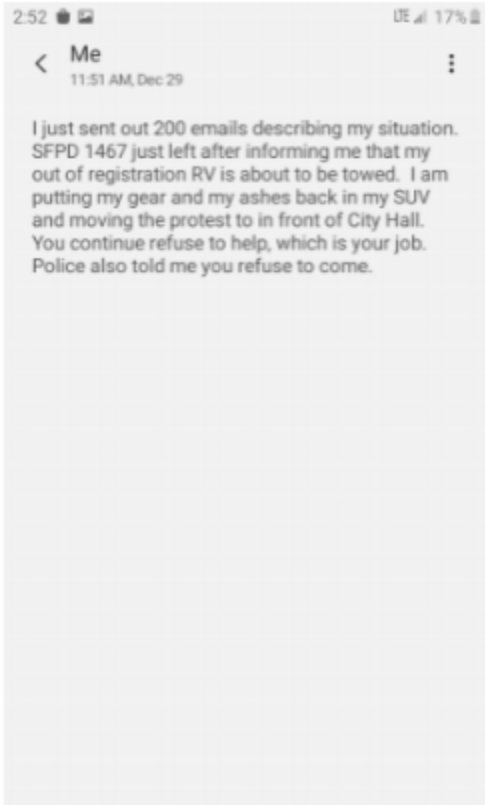 2:52 LTE 17%
Me
11:51 AM, Dec 29
I just sent out 200 emails describing my situation.
SFPD 1467 just left after informing me that my
out of registration RV is about to be towed.  I am
putting my gear and my ashes back in my SUV
and moving the protest to in front of City Hall.
You continue refuse to help, which is your job.
Police also told me you refuse to come.